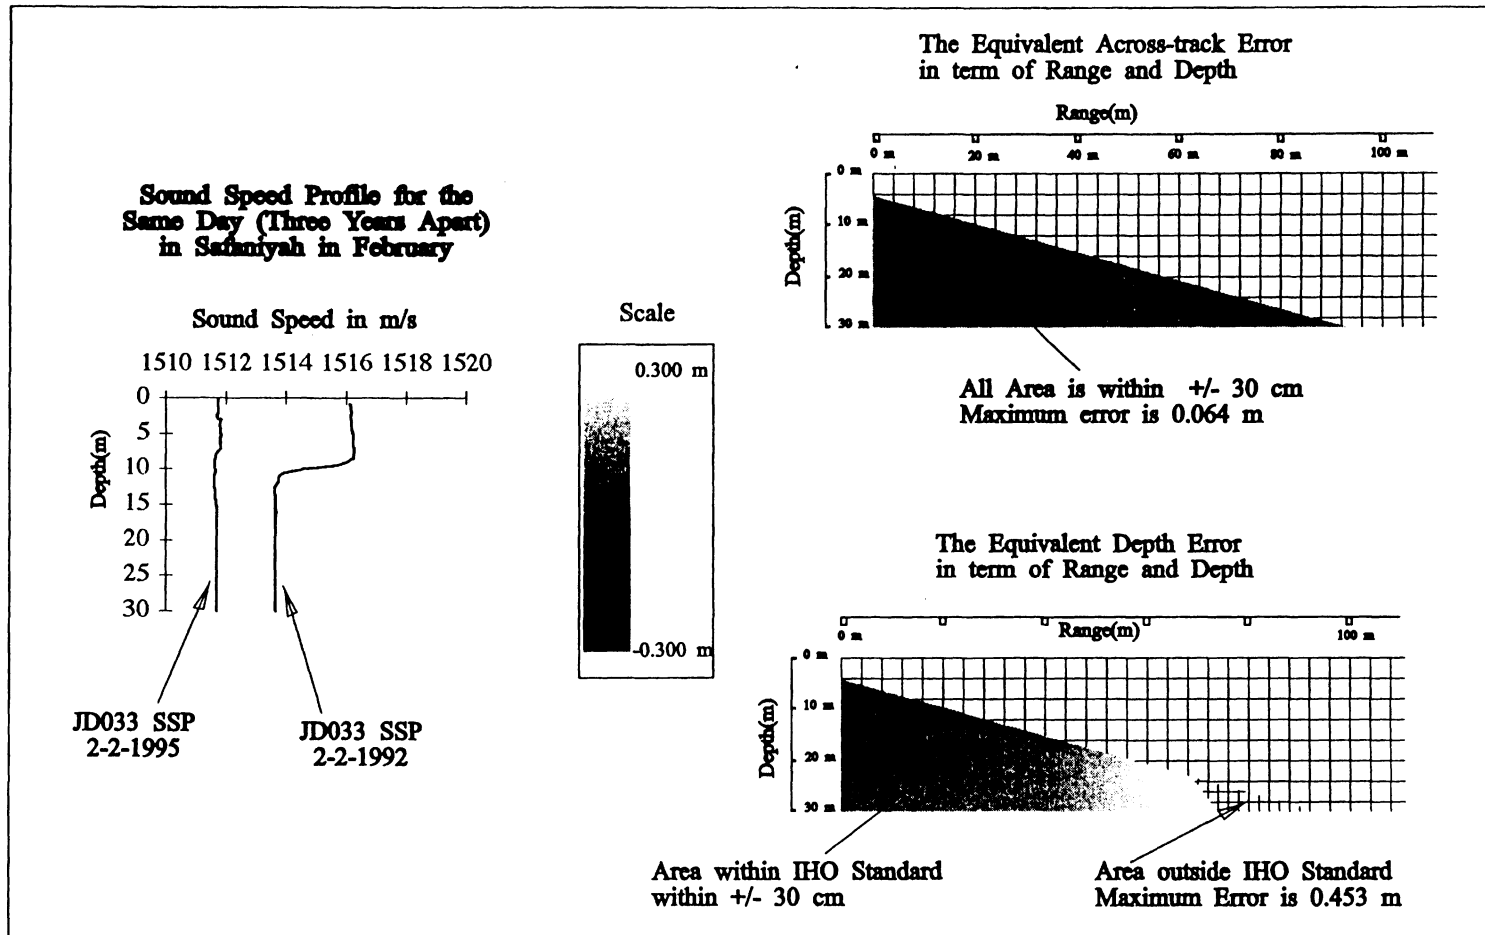 The Equivalent Across-track Error
in term of Range and Depth
Range(m)
0 m 20 m 40 m 60 m 80 m 100 m
0 m
10 m
20 m
30 m
Depth(m)
All Area is within +/- 30 cm
Maximum error is 0.064 m
Sound Speed Profile for the
Same Day (Three Years Apart)
in Safaniyah in February
Sound Speed in m/s
1510 1512 1514 1516 1518 1520
0
5
10
15
20
25
30
Depth(m)
JD033 SSP
2-2-1995
JD033 SSP
2-2-1992
Scale
0.300 m
-0.300 m
The Equivalent Depth Error
in term of Range and Depth
Range(m)
0 m 100 m
0 m
10 m
20 m
30 m
Depth(m)
Area within IHO Standard
within +/- 30 cm
Area outside IHO Standard
Maximum Error is 0.453 m